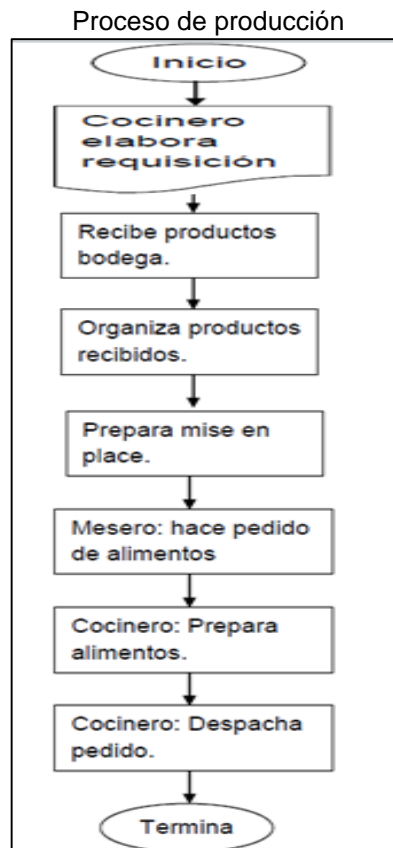 Proceso de producción
Inicio
Cocinero
elabora
requisición
Recibe productos
bodega.
Organiza productos
recibidos.
Prepara mise en
place.
Mesero: hace pedido
de alimentos
Cocinero: Prepara
alimentos.
Cocinero: Despacha
pedido.
Termina